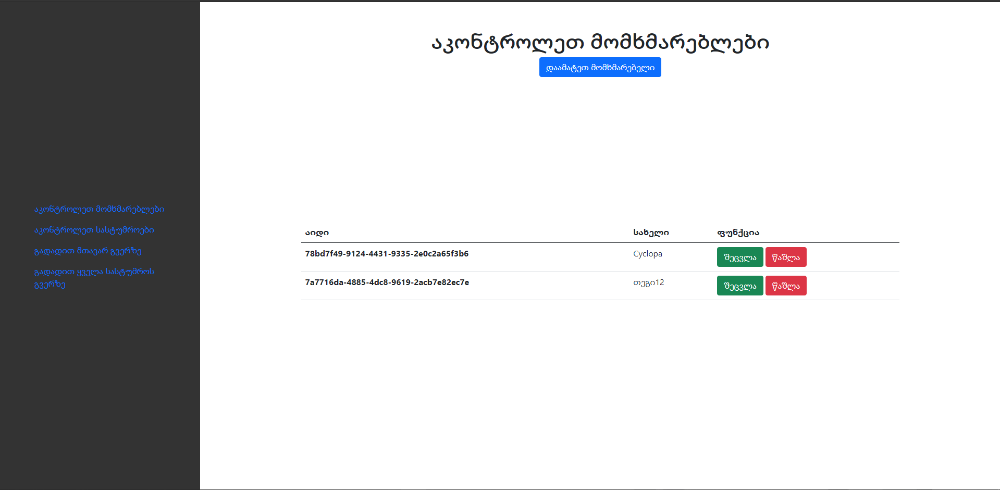 აკონტროლეთ მომხმარებლები
აკონტროლეთ სასტუმროები
გადადით მთავარ გვერზე
გადადით ყველა სასტუმროს
გვერზე
აკონტროლეთ მომხმარებლები
დაამატეთ მომხმარებელი
აიდი სახელი ფუნქცია
78bd7f49-9124-4431-9335-2e0c2a65f3b6 Cyclopa შეცვლა წაშლა
7a7716da-4885-4dc8-9619-2acb7e82ec7e თეგი12 შეცვლა წაშლა